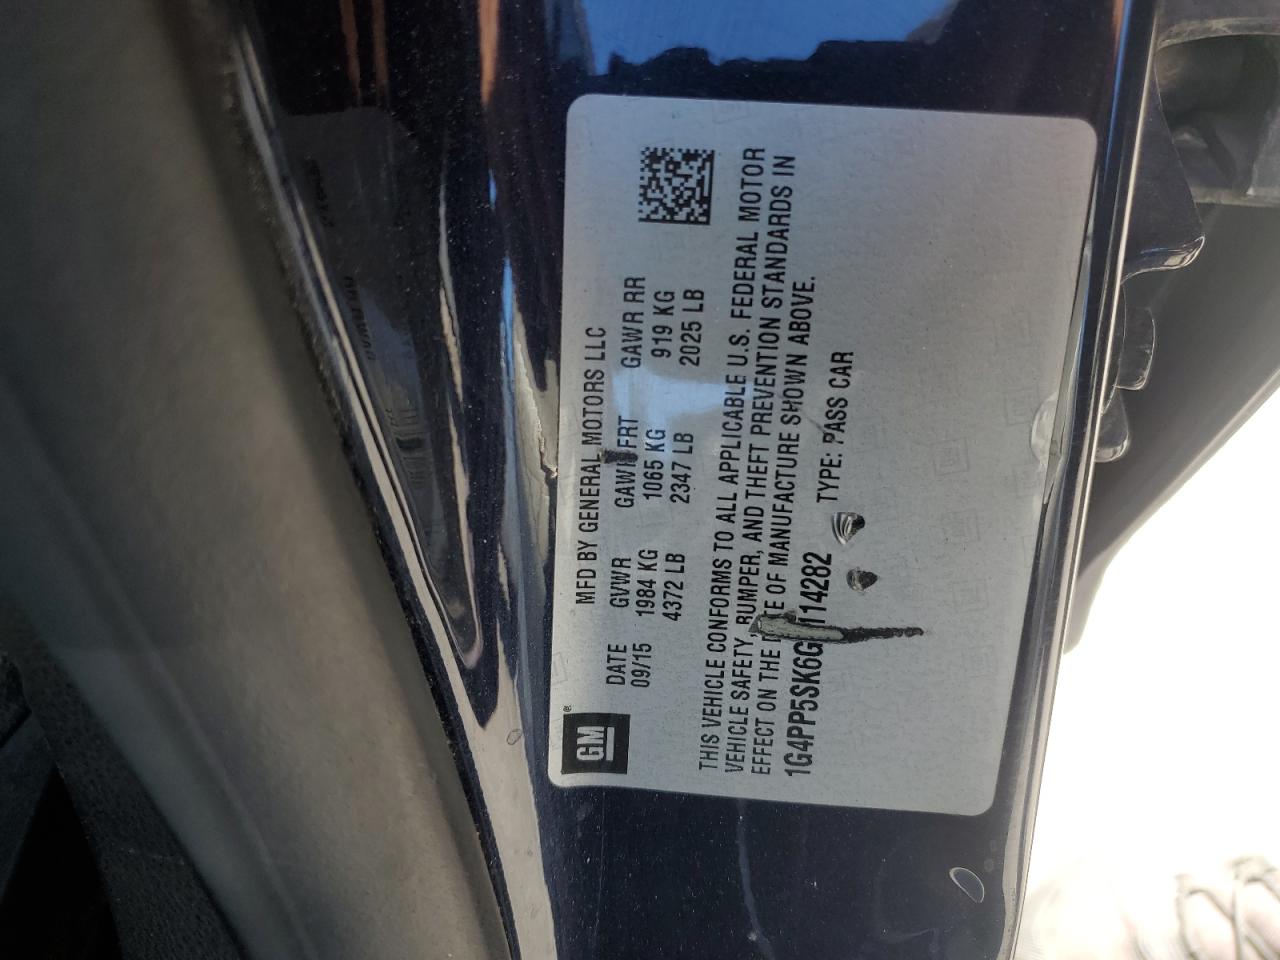 GM®
MFD BY GENERAL MOTORS LLC
DATE GVWR GAWR FRT GAWR RR
09/15 1984 KG 1065 KG 919 KG
4372 LB 2347 LB 2025 LB
THIS VEHICLE CONFORMS TO ALL APPLICABLE U.S. FEDERAL MOTOR
VEHICLE SAFETY, BUMPER, AND THEFT PREVENTION STANDARDS IN
EFFECT ON THE DATE OF MANUFACTURE SHOWN ABOVE.
1G4PP5SK6G 114282 TYPE: PASS CAR